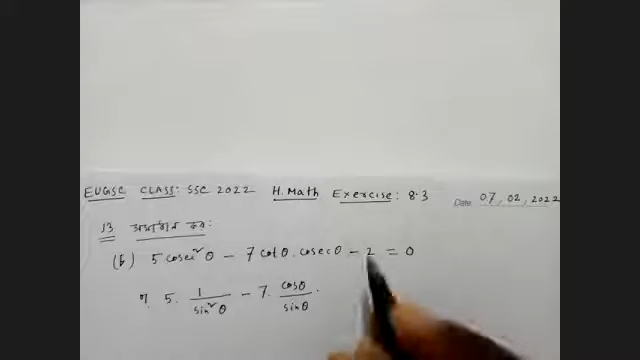 EUGSC CLASS: SSC 2022 H.Math Exercise: 8.3
Date: 07, 02, 2022
13 সমাধান কর:
(b) 5 cosec²θ - 7 cotθ. cosecθ - 2 = 0
বা, 5. 1/sin²θ - 7. cosθ/sinθ.